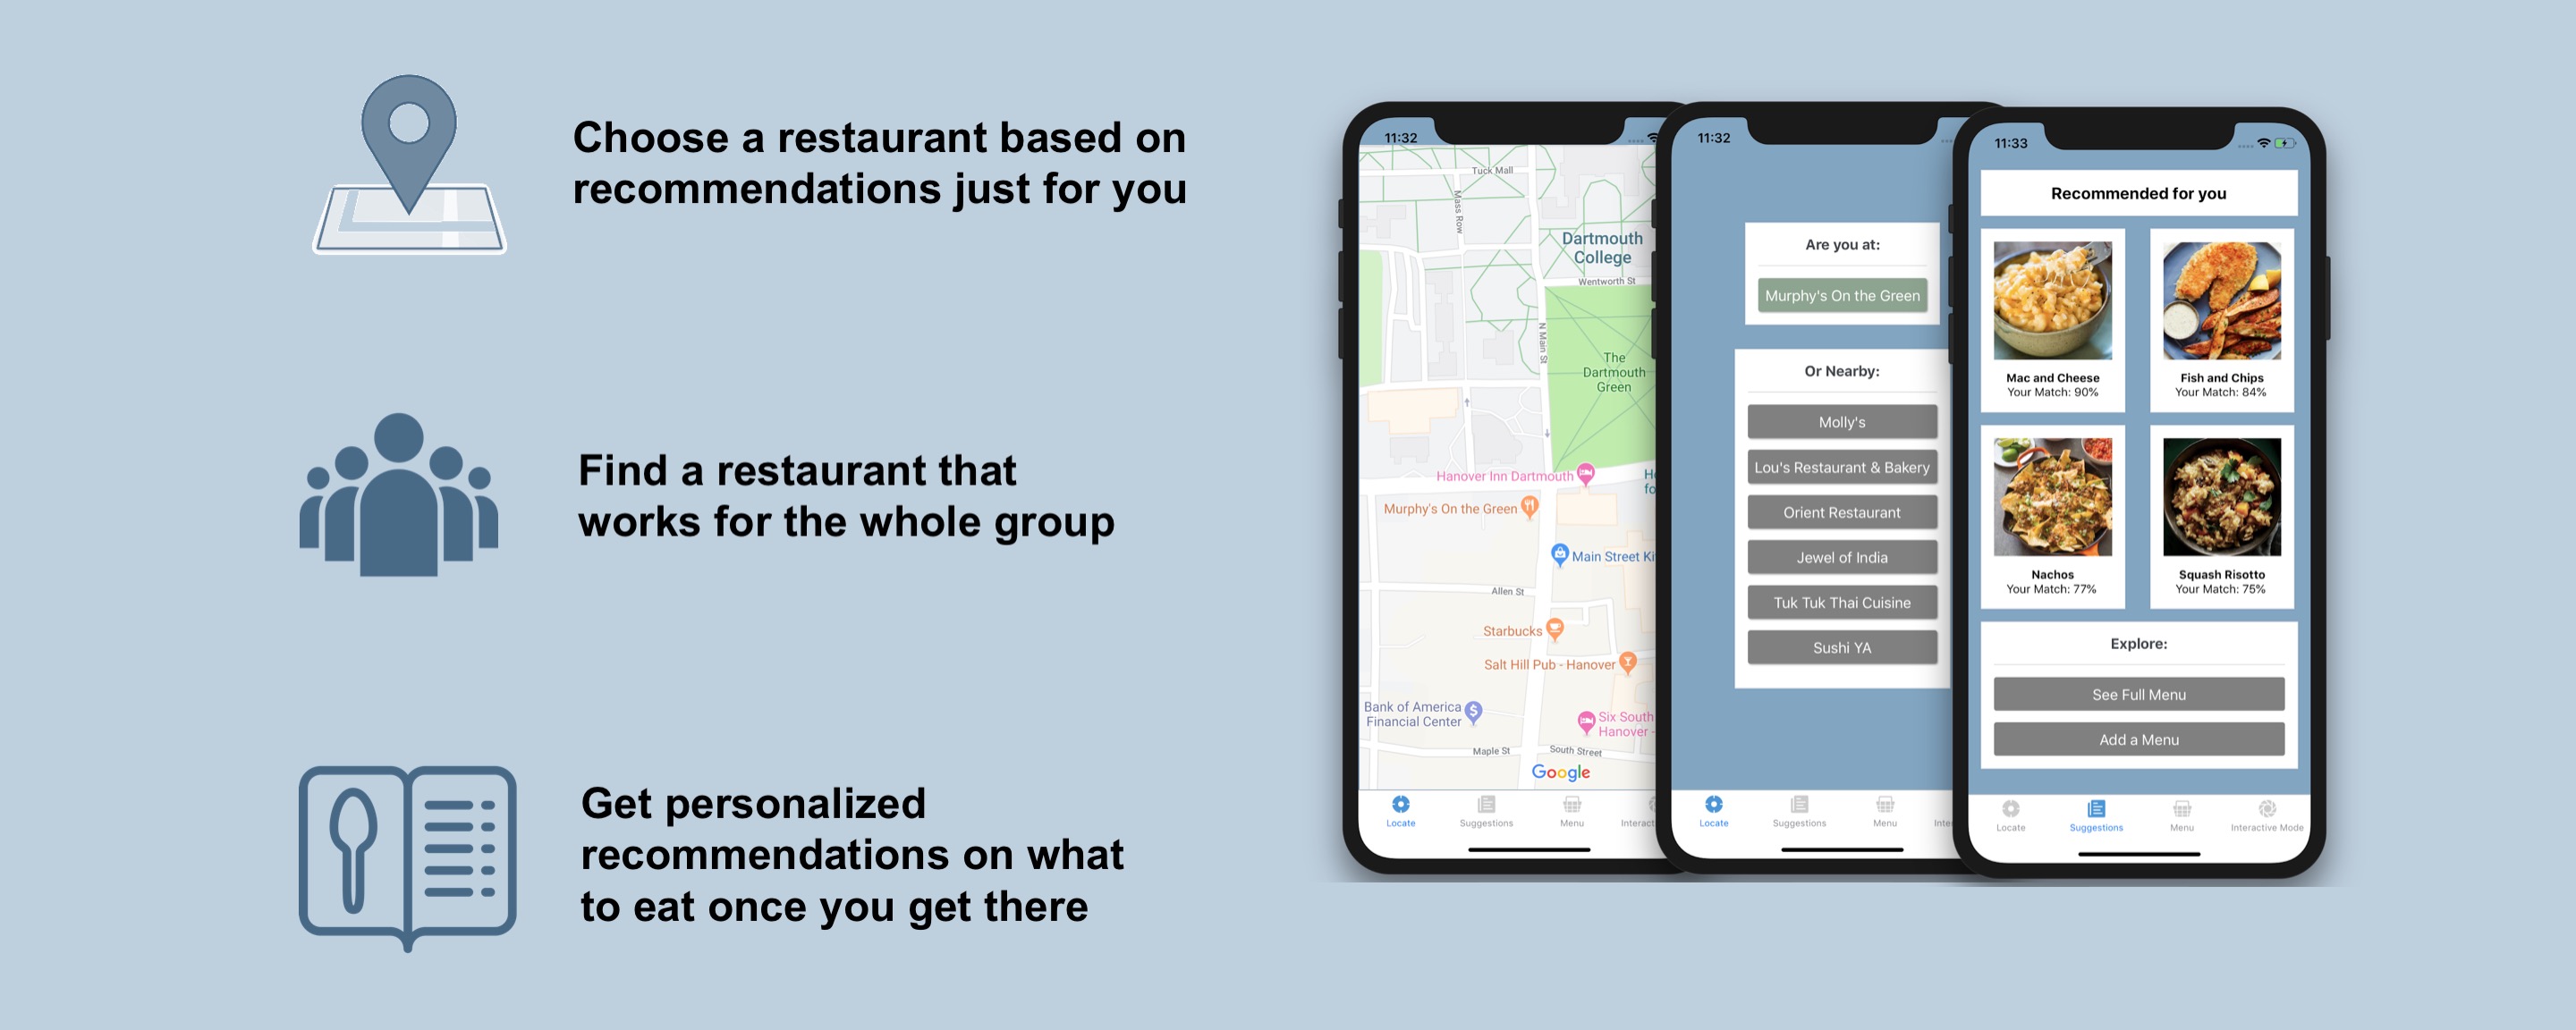 Choose a restaurant based on
recommendations just for you
Find a restaurant that
works for the whole group
Get personalized
recommendations on what
to eat once you get there
11:32
Tuck Mall
Mass Row
Dartmouth
College
Wentworth St
N Main St
The
Dartmouth
Green
Hanover Inn Dartmouth
Murphy's On the Green
Main Street
Allen St
Starbucks
Salt Hill Pub - Hanover
Bank of America
Financial Center
Six South
Hanover -
Maple St
South Street
Google
Locate
Suggestions
Menu
11:32
Are you at:
Murphy's On the Green
Or Nearby:
Molly's
Lou's Restaurant & Bakery
Orient Restaurant
Jewel of India
Tuk Tuk Thai Cuisine
Sushi YA
Locate
Suggestions
Menu
11:33
Recommended for you
Mac and Cheese
Your Match: 90%
Fish and Chips
Your Match: 84%
Nachos
Your Match: 77%
Squash Risotto
Your Match: 75%
Explore:
See Full Menu
Add a Menu
Locate
Suggestions
Menu
Interactive Mode